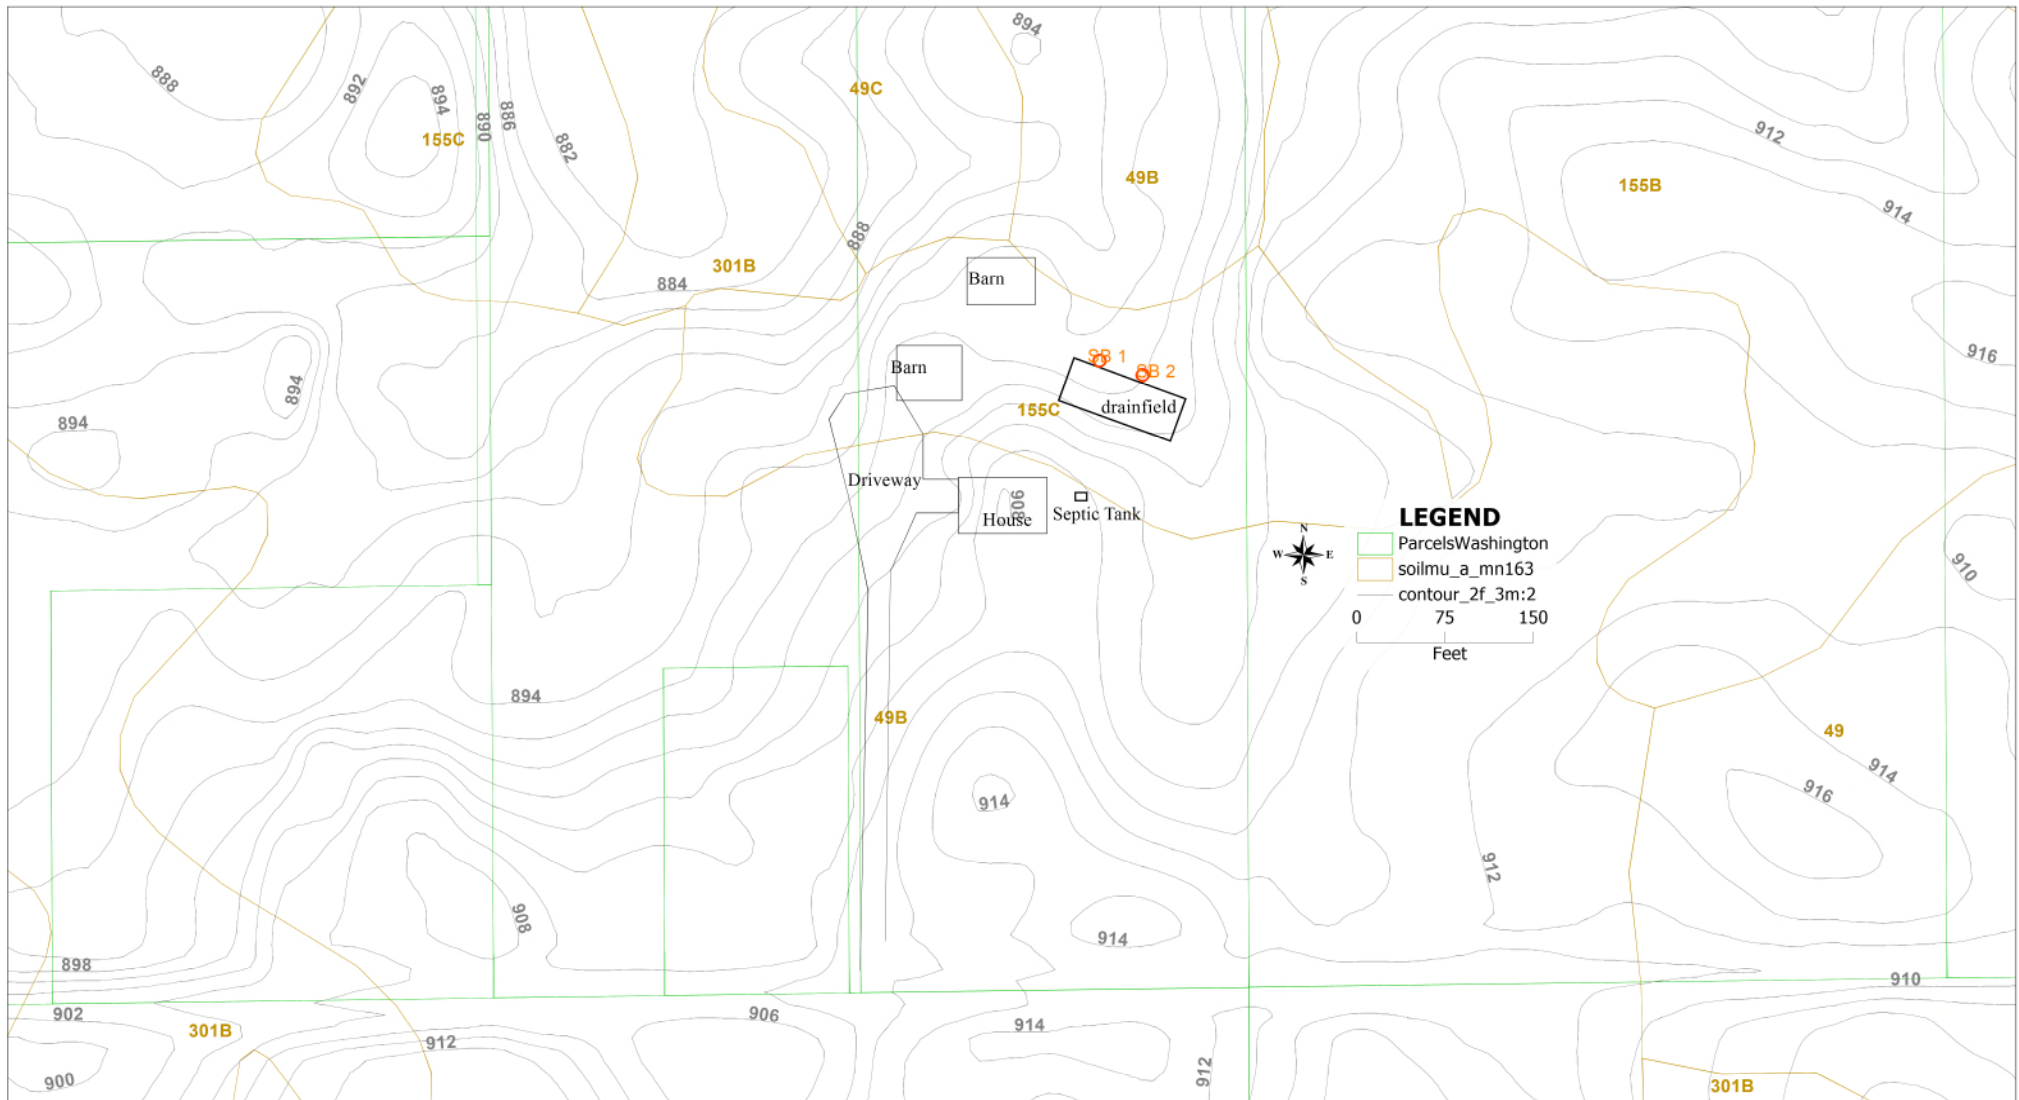 894
888
892
894
49C
886
890
155C
882
912
49B
155B
914
888
301B
884
Barn
916
SB 1
Barn
SB 2
894
155C
drainfield
894
Driveway
908
House
Septic Tank
LEGEND
N
W E
S
ParcelsWashington
soilmu_a_mn163
contour_2f_3m:2
0 75 150
Feet
910
894
49B
49
914
916
914
912
908
914
898
910
902
906
914
301B
912
912
900
301B